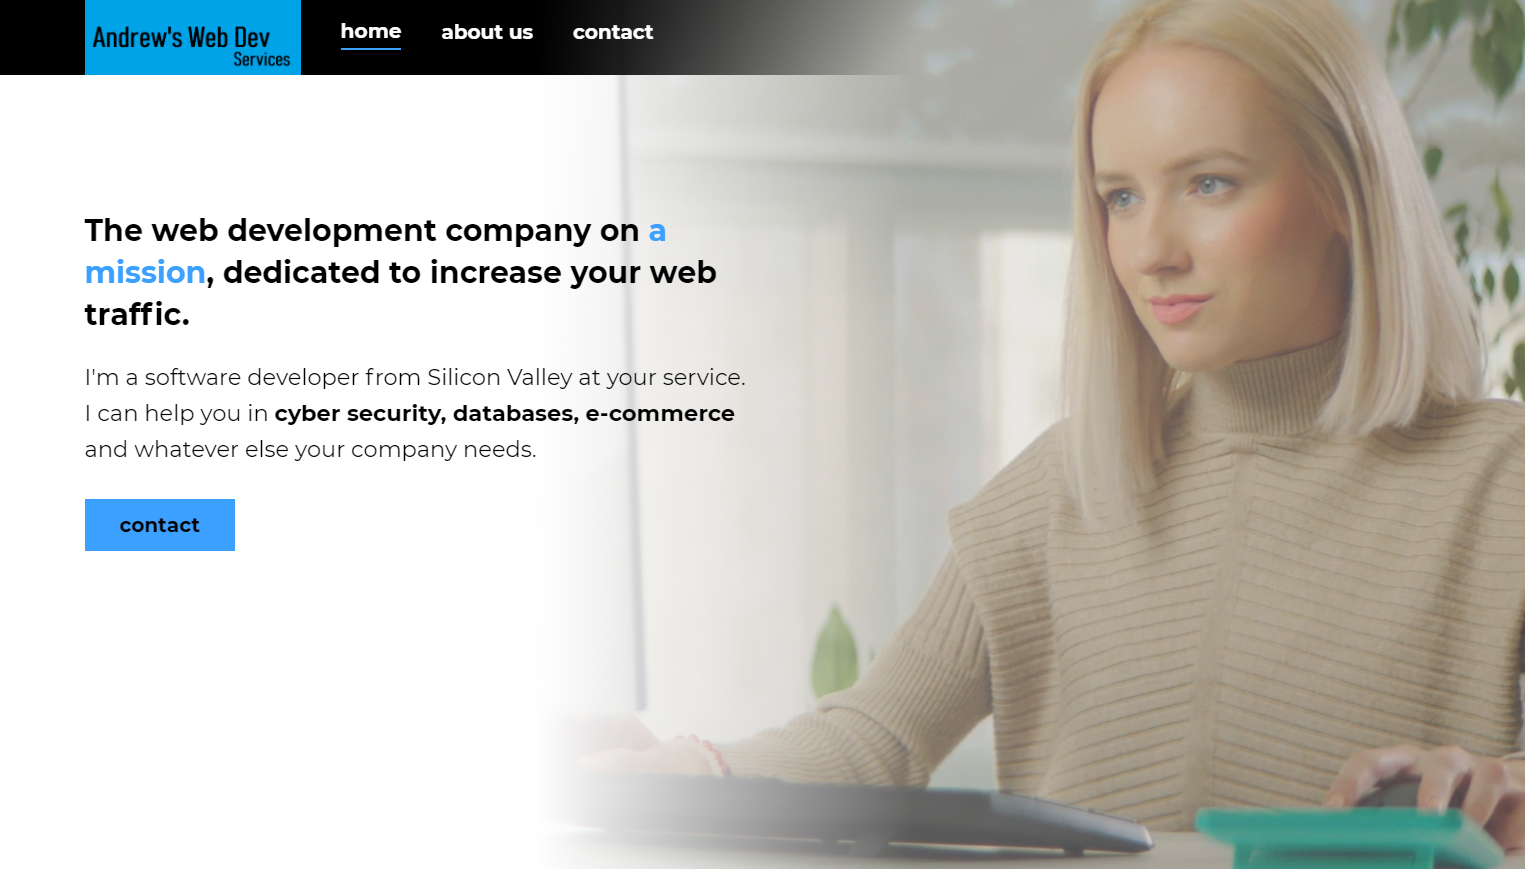 Andrew's Web Dev
Services
home about us contact
The web development company on a
mission, dedicated to increase your web
traffic.
I'm a software developer from Silicon Valley at your service.
I can help you in cyber security, databases, e-commerce
and whatever else your company needs.
contact